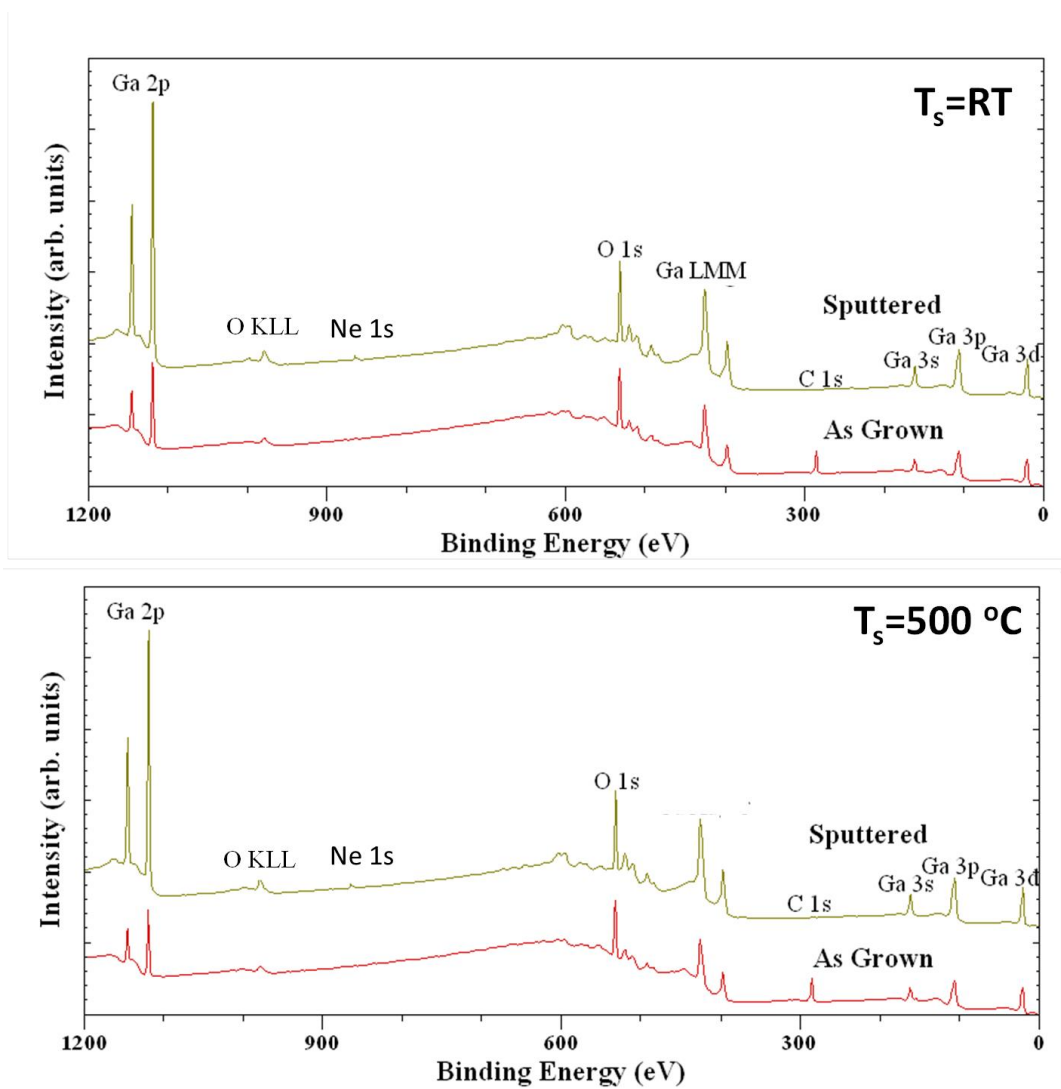 Ga 2p
Ts=RT
O 1s
Ga LMM
Sputtered
O KLL
Ne 1s
Ga 3p
Ga 3s
Ga 3d
C 1s
As Grown
Intensity (arb. units)
1200
900
600
300
0
Binding Energy (eV)
Ga 2p
Ts=500 °C
O 1s
Sputtered
O KLL
Ne 1s
Ga 3p
Ga 3s
Ga 3d
C 1s
As Grown
Intensity (arb. units)
1200
900
600
300
0
Binding Energy (eV)